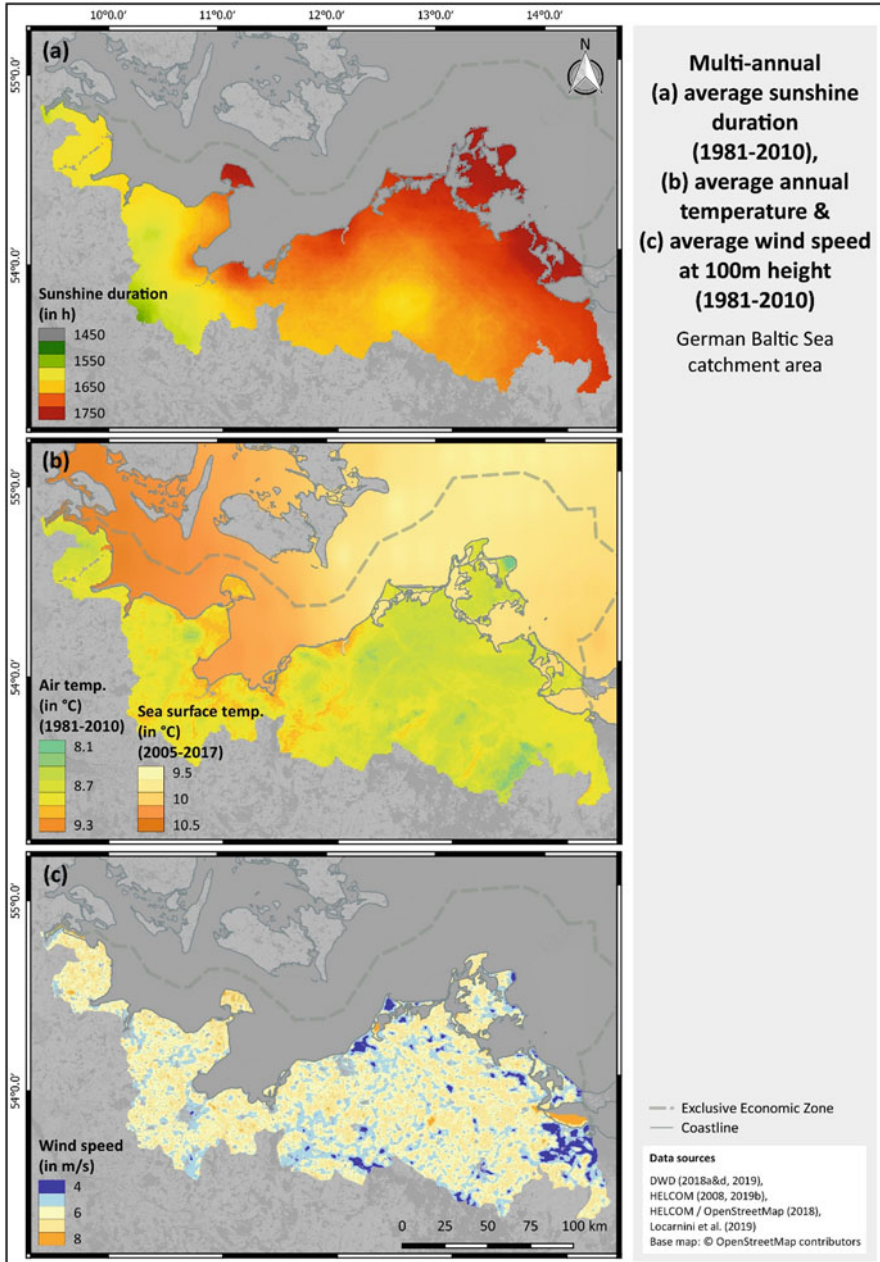 10°0.0'
11°0.0'
12°0.0'
13°0.0'
14°0.0'
(a)
N
55°0.0'
54°0.0'
Sunshine duration
(in h)
1450
1550
1650
1750
Multi-annual
(a) average sunshine
duration
(1981-2010),
(b) average annual
temperature &
(c) average wind speed
at 100m height
(1981-2010)
German Baltic Sea
catchment area
(b)
55°0.0'
54°0.0'
Air temp.
(in °C)
(1981-2010)
8.1
8.7
9.3
Sea surface temp.
(in °C)
(2005-2017)
9.5
10
10.5
(c)
55°0.0'
54°0.0'
Wind speed
(in m/s)
4
6
8
0 25 50 75 100 km
Exclusive Economic Zone
Coastline
Data sources
DWD (2018a&d, 2019),
HELCOM (2008, 2019b),
HELCOM / OpenStreetMap (2018),
Locarnini et al. (2019)
Base map: © OpenStreetMap contributors